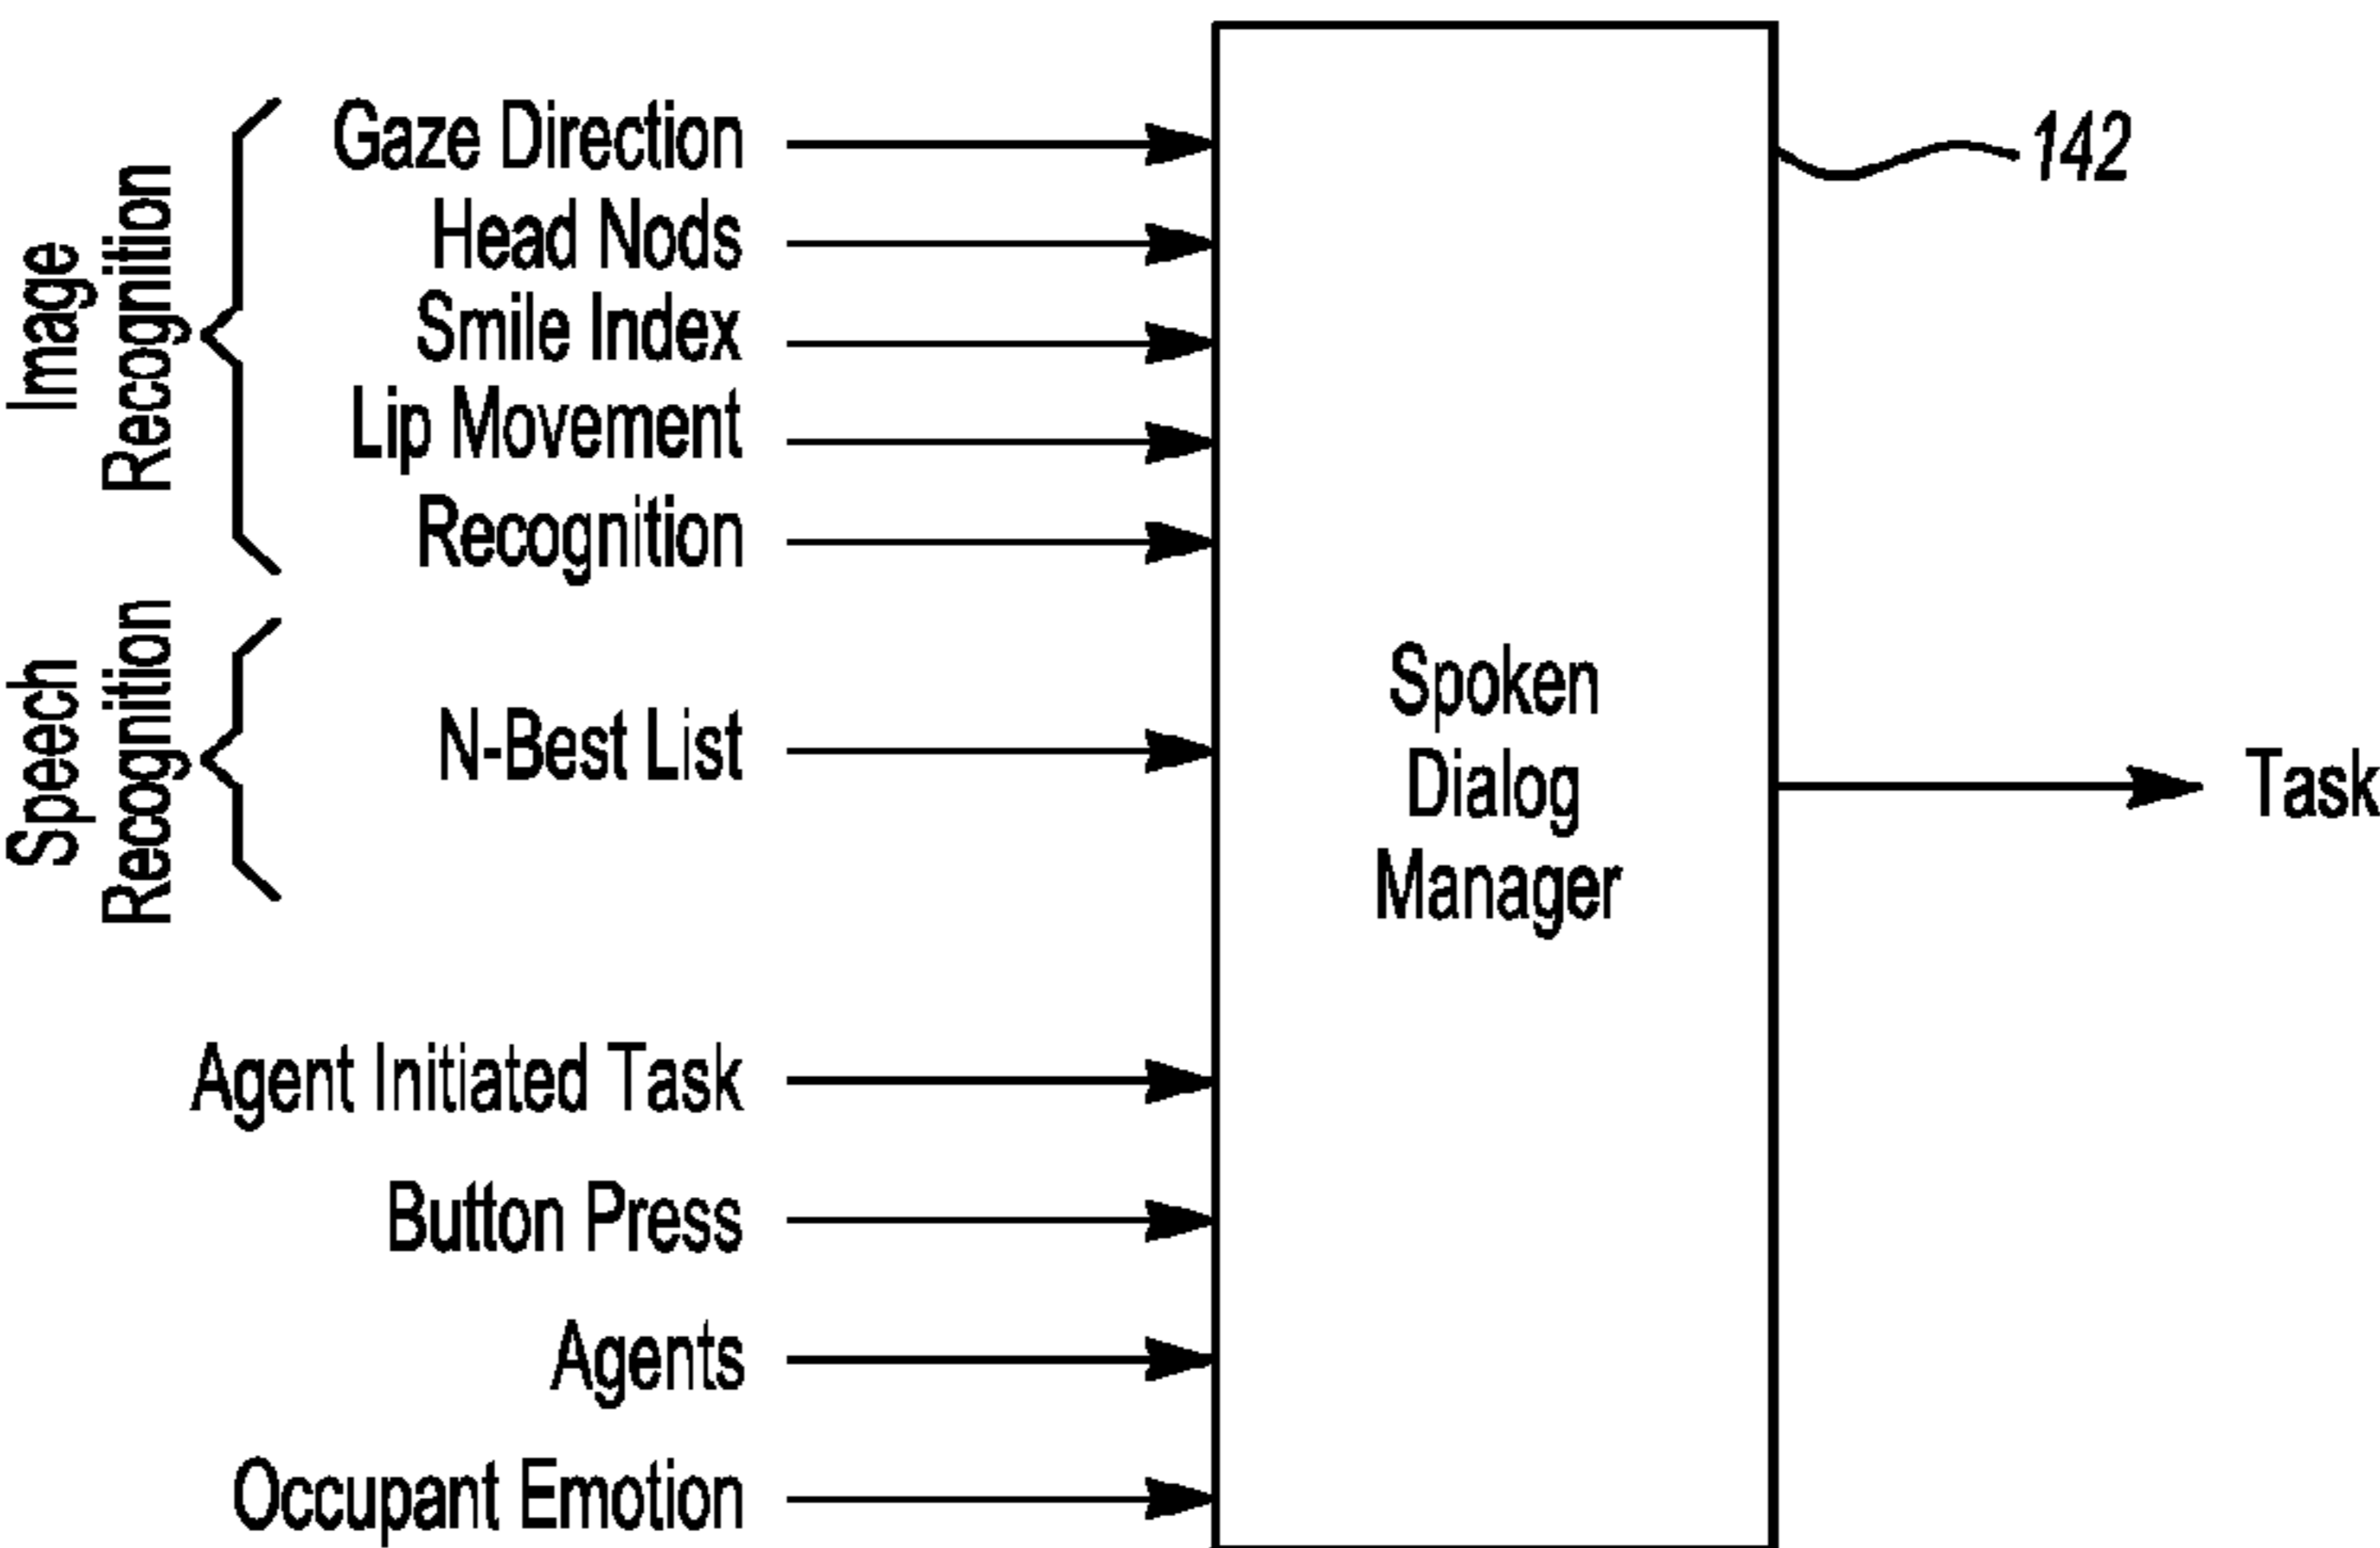 Image
Recognition
Gaze Direction
Head Nods
Smile Index
Lip Movement
Recognition
Speech
Recognition
N-Best List
Agent Initiated Task
Button Press
Agents
Occupant Emotion
Spoken
Dialog
Manager
142
Task